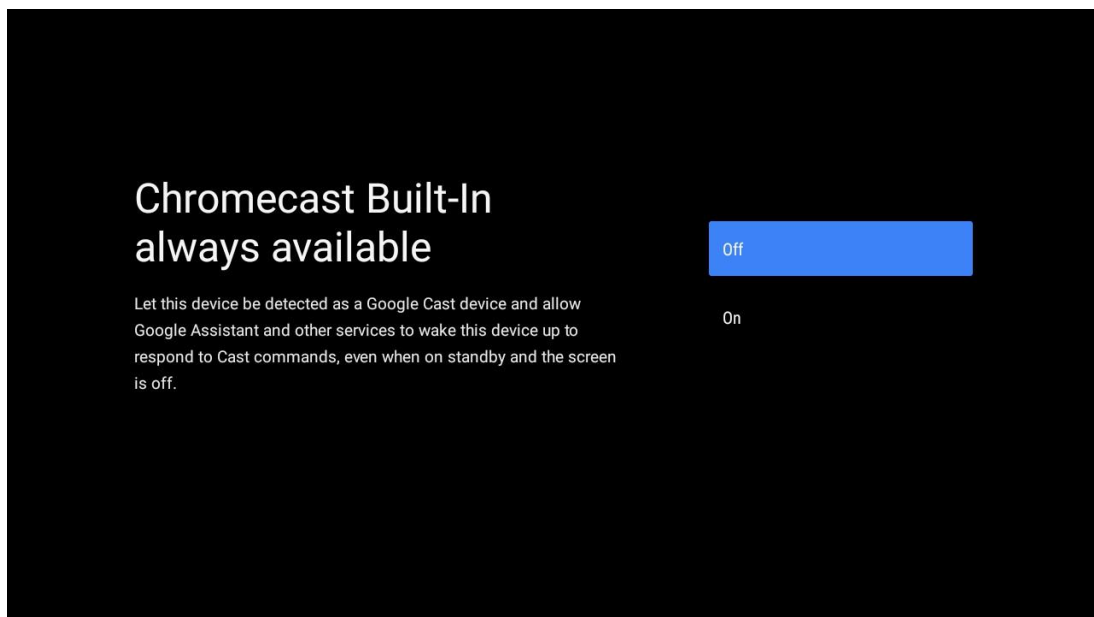 Chromecast Built-In
always available
Let this device be detected as a Google Cast device and allow
Google Assistant and other services to wake this device up to
respond to Cast commands, even when on standby and the screen
is off.
Off
On